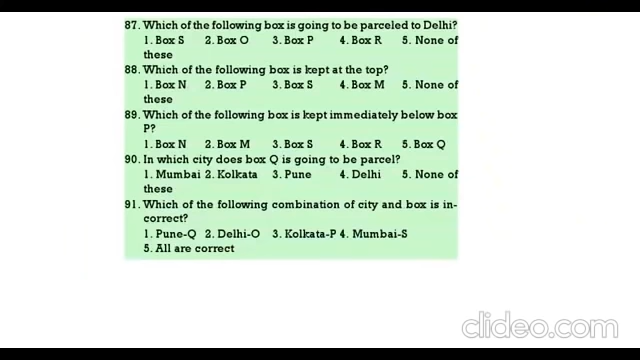 87. Which of the following box is going to be parceled to Delhi?
1. Box S 2. Box O 3. Box P 4. Box R 5. None of
these
88. Which of the following box is kept at the top?
1. Box N 2. Box P 3. Box S 4. Box M 5. None of
these
89. Which of the following box is kept immediately below box
P?
1. Box N 2. Box M 3. Box S 4. Box R 5. Box Q
90. In which city does box Q is going to be parcel?
1. Mumbai 2. Kolkata 3. Pune 4. Delhi 5. None of
these
91. Which of the following combination of city and box is in-
correct?
1. Pune-Q 2. Delhi-O 3. Kolkata-P 4. Mumbai-S
5. All are correct
clideo.com